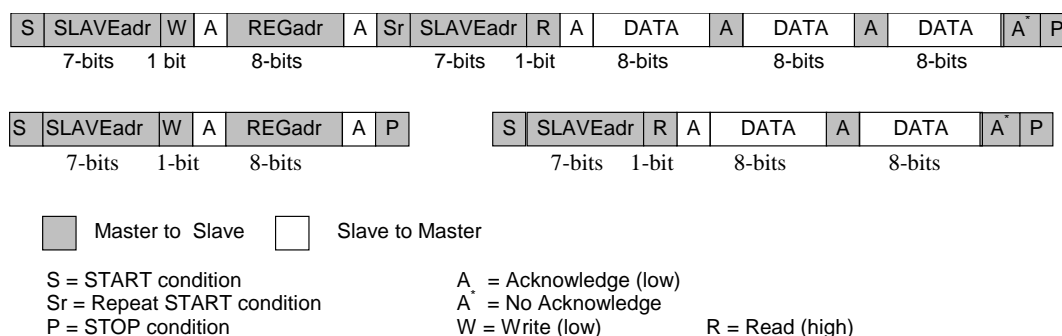 S SLAVEadr W A REGadr A Sr SLAVEadr R A DATA A DATA A DATA A* P
7-bits 1 bit 8-bits 7-bits 1-bit 8-bits 8-bits 8-bits
S SLAVEadr W A REGadr A P S SLAVEadr R A DATA A DATA A* P
7-bits 1-bit 8-bits 7-bits 1-bit 8-bits 8-bits
Master to Slave Slave to Master
S = START condition A = Acknowledge (low)
Sr = Repeat START condition A* = No Acknowledge
P = STOP condition W = Write (low) R = Read (high)